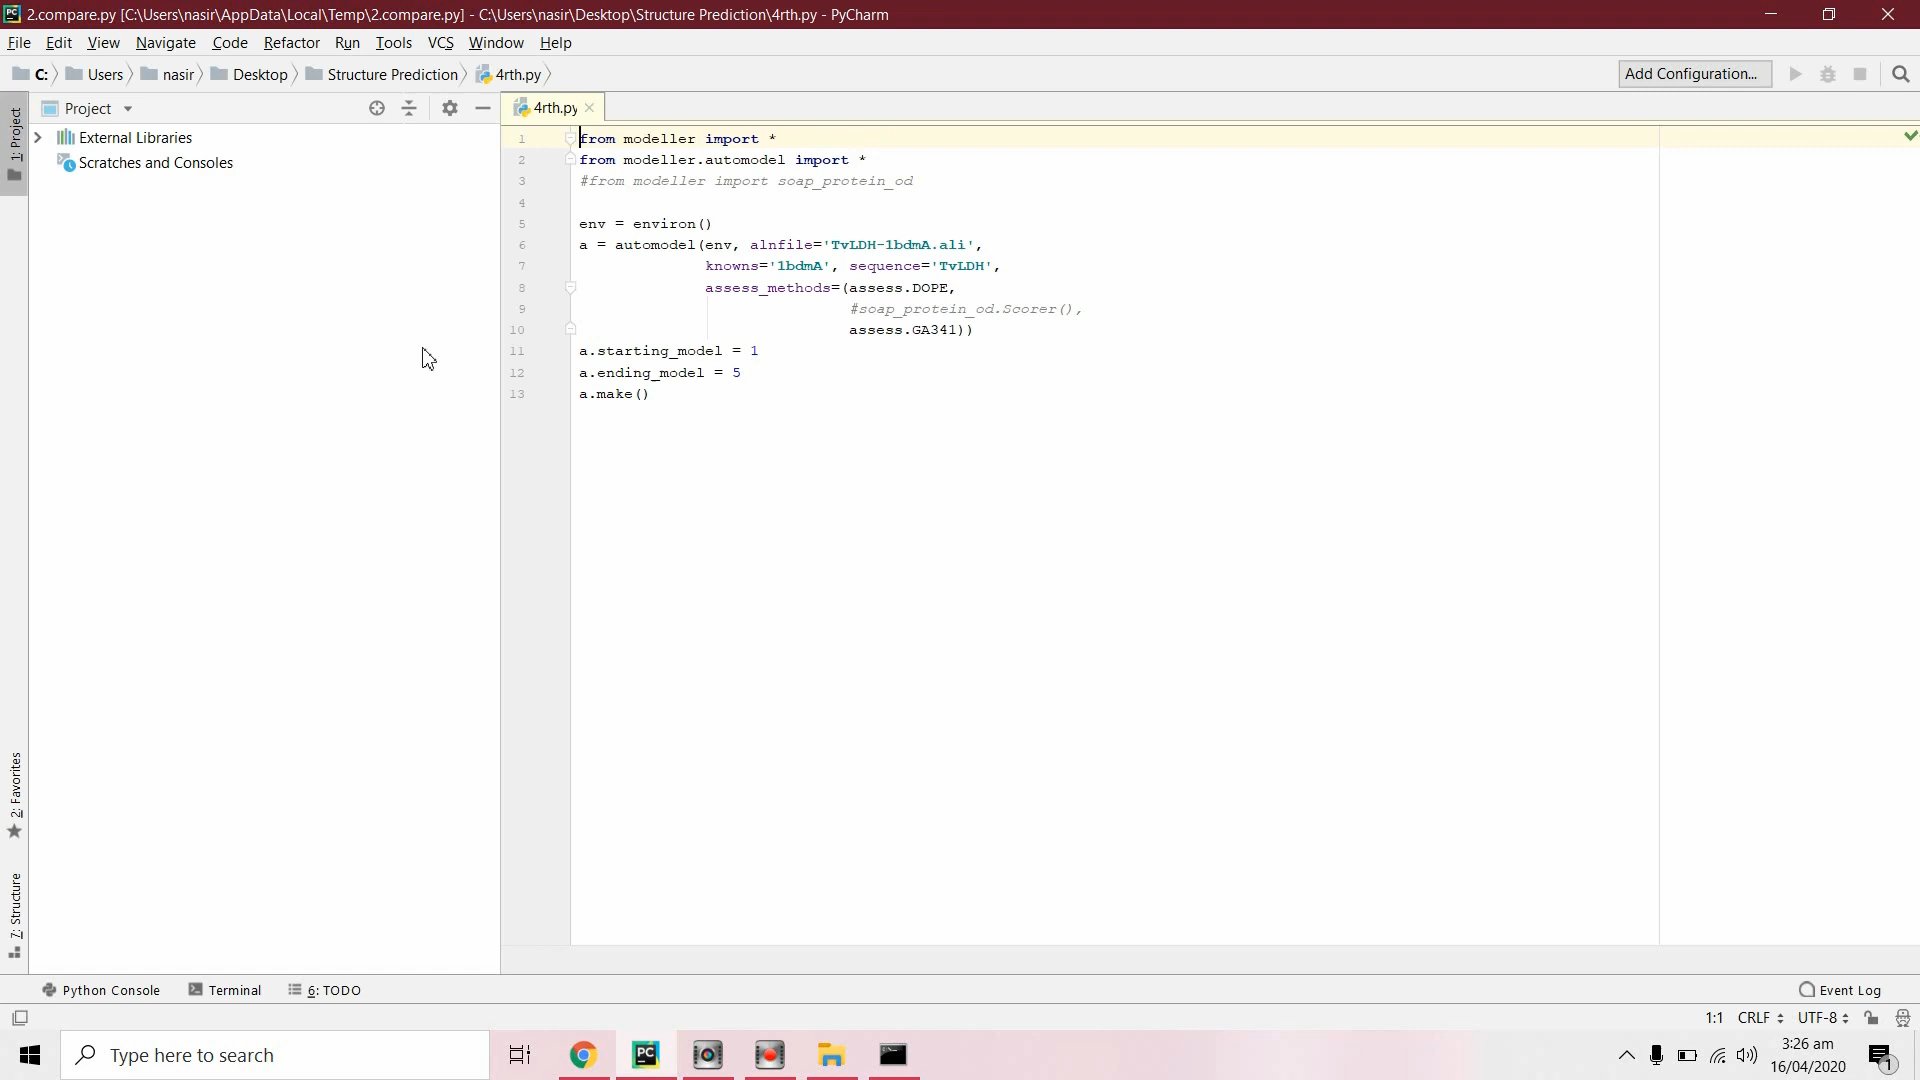 2.compare.py [C:\Users\nasir\AppData\Local\Temp\2.compare.py] - C:\Users\nasir\Desktop\Structure Prediction\4rth.py - PyCharm
File Edit View Navigate Code Refactor Run Tools VCS Window Help
C: Users nasir Desktop Structure Prediction 4rth.py
Add Configuration...
1: Project
Project
External Libraries
Scratches and Consoles
2: Favorites
7: Structure
4rth.py
1 from modeller import *
2 from modeller.automodel import *
3 #from modeller import soap_protein_od
4
5 env = environ()
6 a = automodel(env, alnfile='TvLDH-1bdmA.ali',
7 knowns='1bdmA', sequence='TvLDH',
8 assess_methods=(assess.DOPE,
9 #soap_protein_od.Scorer(),
10 assess.GA341))
11 a.starting_model = 1
12 a.ending_model = 5
13 a.make()
Python Console Terminal 6: TODO
Event Log
1:1 CRLF UTF-8
PC
Type here to search
PC
3:26 am
16/04/2020
1